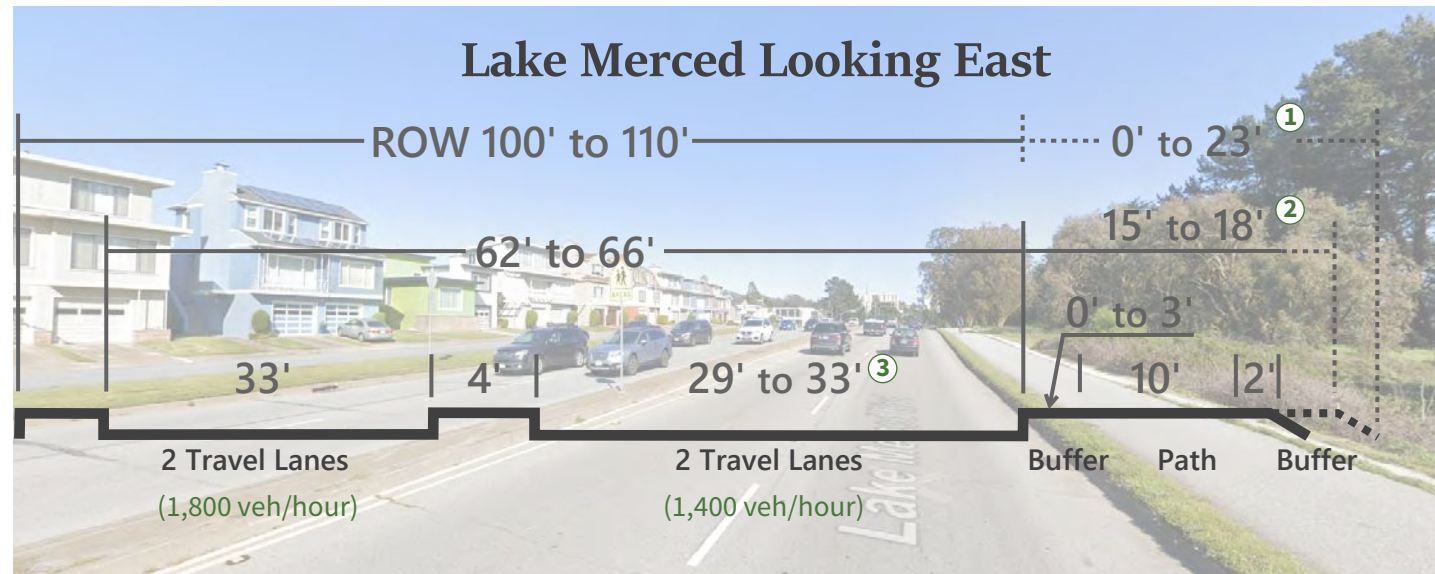 Lake Merced Looking East
ROW 100' to 110'
0' to 23' 1
15' to 18' 2
62' to 66'
0' to 3'
33'
4'
29' to 33' 3
10'
2'
2 Travel Lanes
2 Travel Lanes
Buffer
Path
Buffer
(1,800 veh/hour)
(1,400 veh/hour)